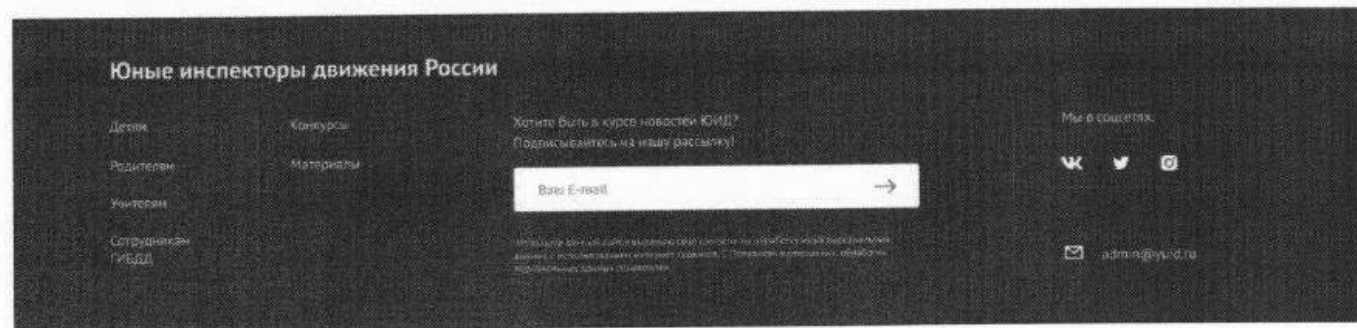 Юные инспекторы движения России
Детям
Родителям
Учителям
Сотрудникам
ГИБДД
Конкурсы
Материалы
Хотите быть в курсе новостей ЮИД?
Подписывайтесь на нашу рассылку!
Ваш E-mail
Мы в соцсетях:
admin@yuid.ru